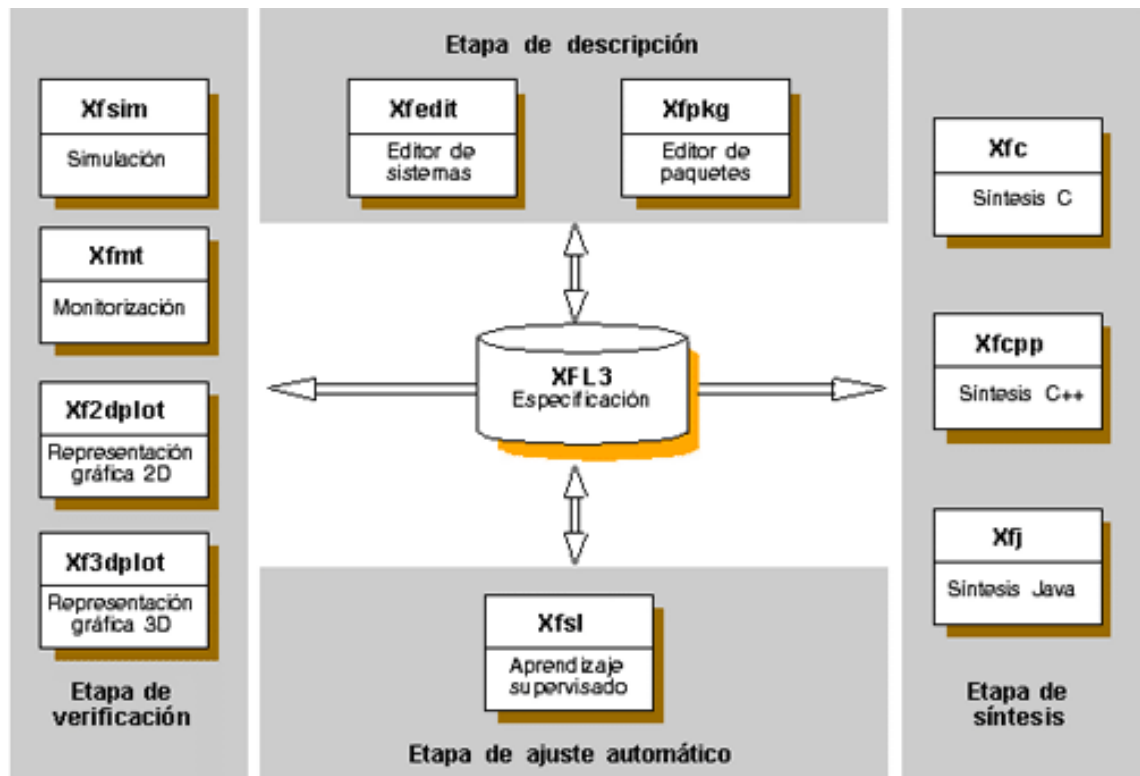 Etapa de descripción
Xfsim
Simulación
Xfmt
Monitorización
Xf2dplot
Representación
gráfica 2D
Xf3dplot
Representación
gráfica 3D
Etapa de
verificación
Xfedit
Editor de
sistemas
Xfpkg
Editor de
paquetes
XFL3
Especificación
Xfsl
Aprendizaje
supervisado
Etapa de ajuste automático
Xfc
Síntesis C
Xfcpp
Síntesis C++
Xfj
Síntesis Java
Etapa de
síntesis